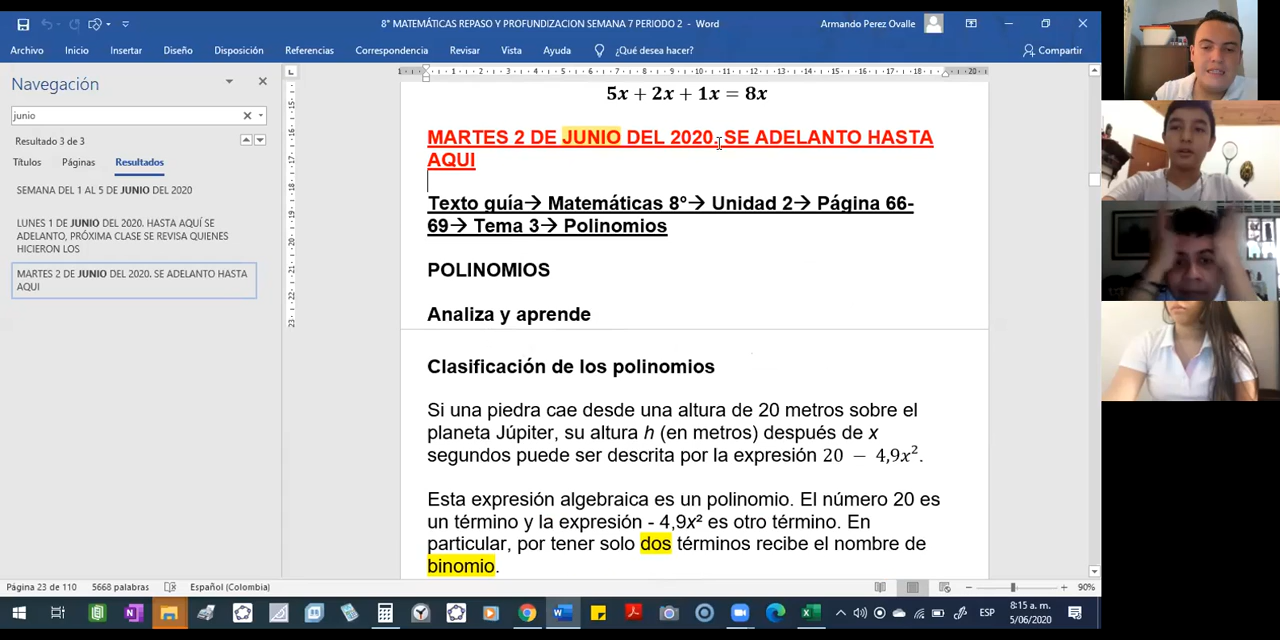 8° MATEMÁTICAS REPASO Y PROFUNDIZACION SEMANA 7 PERIODO 2 - Word
Armando Perez Ovalle
Archivo Inicio Insertar Diseño Disposición Referencias Correspondencia Revisar Vista Ayuda ¿Qué desea hacer? Compartir
Navegación
junio
Resultado 3 de 3
Títulos Páginas Resultados
SEMANA DEL 1 AL 5 DE JUNIO DEL 2020
LUNES 1 DE JUNIO DEL 2020. HASTA AQUÍ SE
ADELANTO, PRÓXIMA CLASE SE REVISA QUIENES
HICIERON LOS
MARTES 2 DE JUNIO DEL 2020. SE ADELANTO HASTA
AQUI
5x + 2x + 1x = 8x
MARTES 2 DE JUNIO DEL 2020. SE ADELANTO HASTA
AQUI
Texto guía→ Matemáticas 8°→ Unidad 2→ Página 66-
69→ Tema 3→ Polinomios
POLINOMIOS
Analiza y aprende
Clasificación de los polinomios
Si una piedra cae desde una altura de 20 metros sobre el
planeta Júpiter, su altura h (en metros) después de x
segundos puede ser descrita por la expresión 20 − 4,9x².
Esta expresión algebraica es un polinomio. El número 20 es
un término y la expresión - 4,9x² es otro término. En
particular, por tener solo dos términos recibe el nombre de
binomio.
Página 23 de 110 5668 palabras Español (Colombia) 90%
ESP
8:15 a. m.
5/06/2020